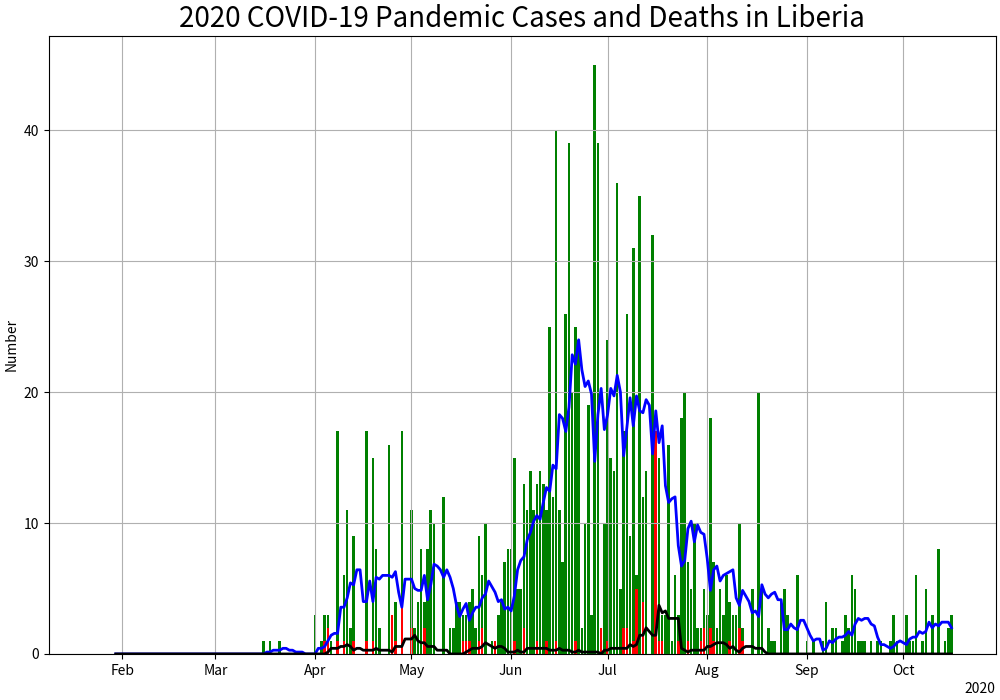 2020 COVID-19 Pandemic Cases and Deaths in Liberia
Number
40
30
20
10
0
Feb Mar Apr May Jun Jul Aug Sep Oct
2020